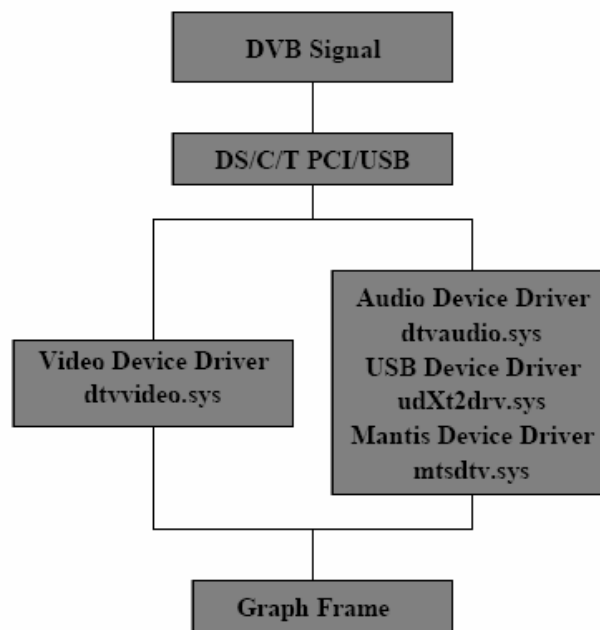 DVB Signal
DS/C/T PCI/USB
Video Device Driver
dtvvideo.sys
Audio Device Driver
dtvaudio.sys
USB Device Driver
udXt2drv.sys
Mantis Device Driver
mtsdtv.sys
Graph Frame